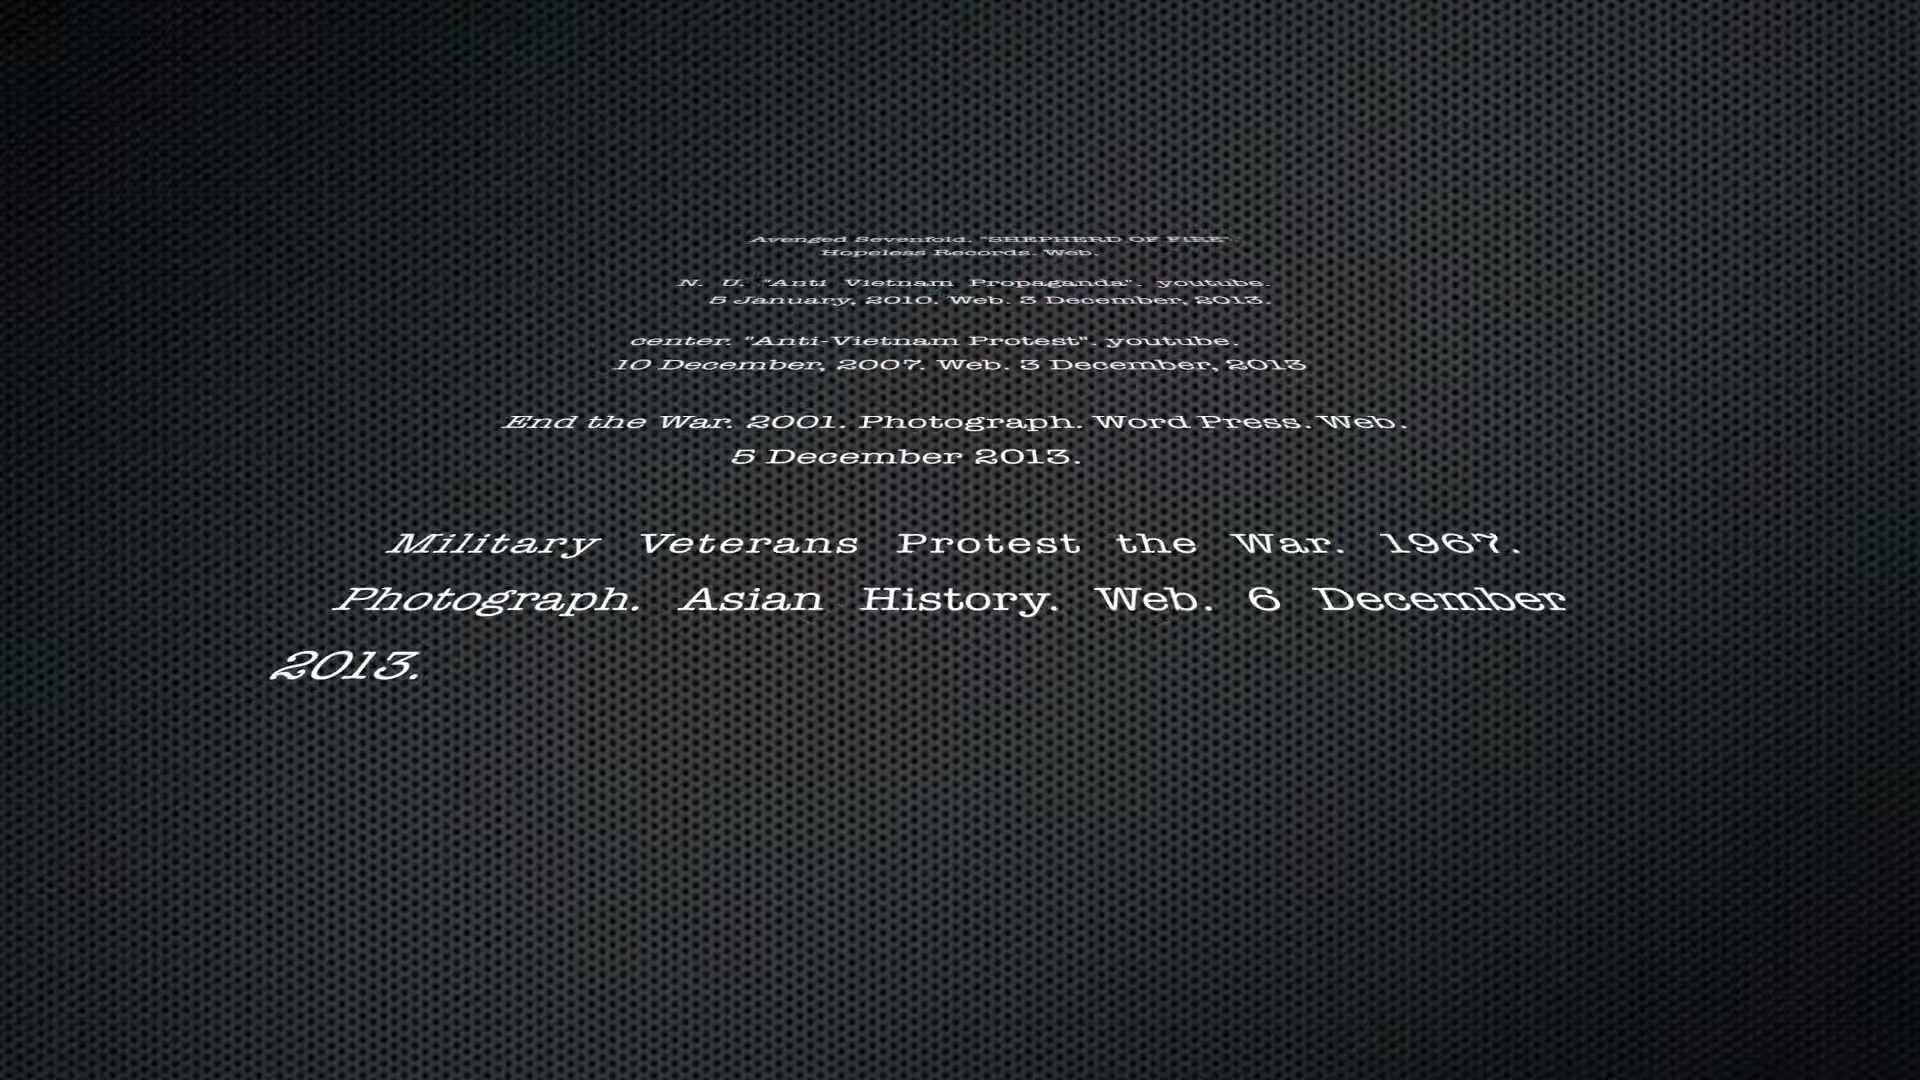 Avenged Sevenfold. "SHEPHERD OF FIRE".
Hopeless Records. Web.
N. U. "Anti Vietnam Propaganda". youtube.
5 January, 2010. Web. 3 December, 2013.
center. "Anti-Vietnam Protest". youtube.
10 December, 2007. Web. 3 December, 2013
End the War. 2001. Photograph. Word Press. Web.
5 December 2013.
Military Veterans Protest the War. 1967.
Photograph. Asian History. Web. 6 December
2013.